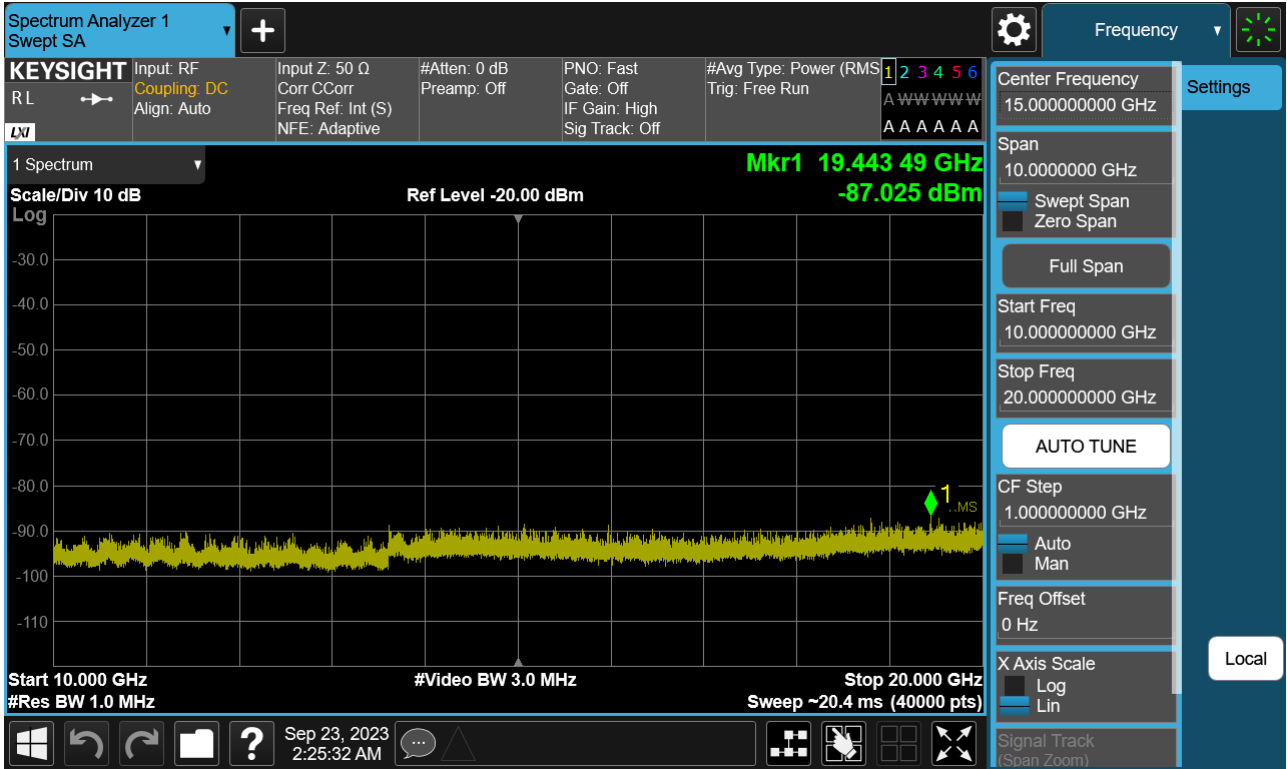 Spectrum Analyzer 1
Swept SA
Frequency
KEYSIGHT
R L
LXI
Input: RF
Coupling: DC
Align: Auto
Input Z: 50 Ω
Corr CCorr
Freq Ref: Int (S)
NFE: Adaptive
#Atten: 0 dB
Preamp: Off
PNO: Fast
Gate: Off
IF Gain: High
Sig Track: Off
#Avg Type: Power (RMS
Trig: Free Run
1 2 3 4 5 6
A W W W W W
A A A A A A
1 Spectrum
Scale/Div 10 dB
Log
Ref Level -20.00 dBm
Mkr1 19.443 49 GHz
-87.025 dBm
-30.0
-40.0
-50.0
-60.0
-70.0
-80.0
-90.0
-100
-110
1
RMS
Start 10.000 GHz
#Res BW 1.0 MHz
#Video BW 3.0 MHz
Stop 20.000 GHz
Sweep ~20.4 ms (40000 pts)
Center Frequency
15.000000000 GHz
Span
10.0000000 GHz
Swept Span
Zero Span
Full Span
Start Freq
10.000000000 GHz
Stop Freq
20.000000000 GHz
AUTO TUNE
CF Step
1.000000000 GHz
Auto
Man
Freq Offset
0 Hz
X Axis Scale
Log
Lin
Signal Track
(Span Zoom)
Settings
Local
?
Sep 23, 2023
2:25:32 AM